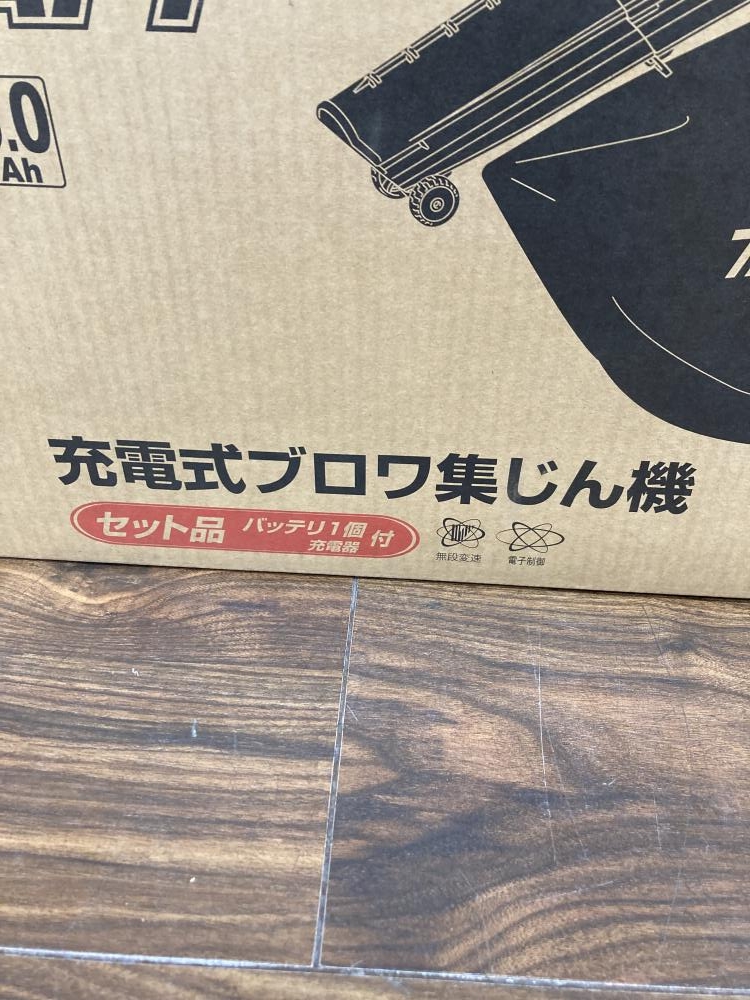 .0
Ah
充電式ブロワ集じん機
セット品 バッテリ1個 付
充電器
無段変速
電子制御